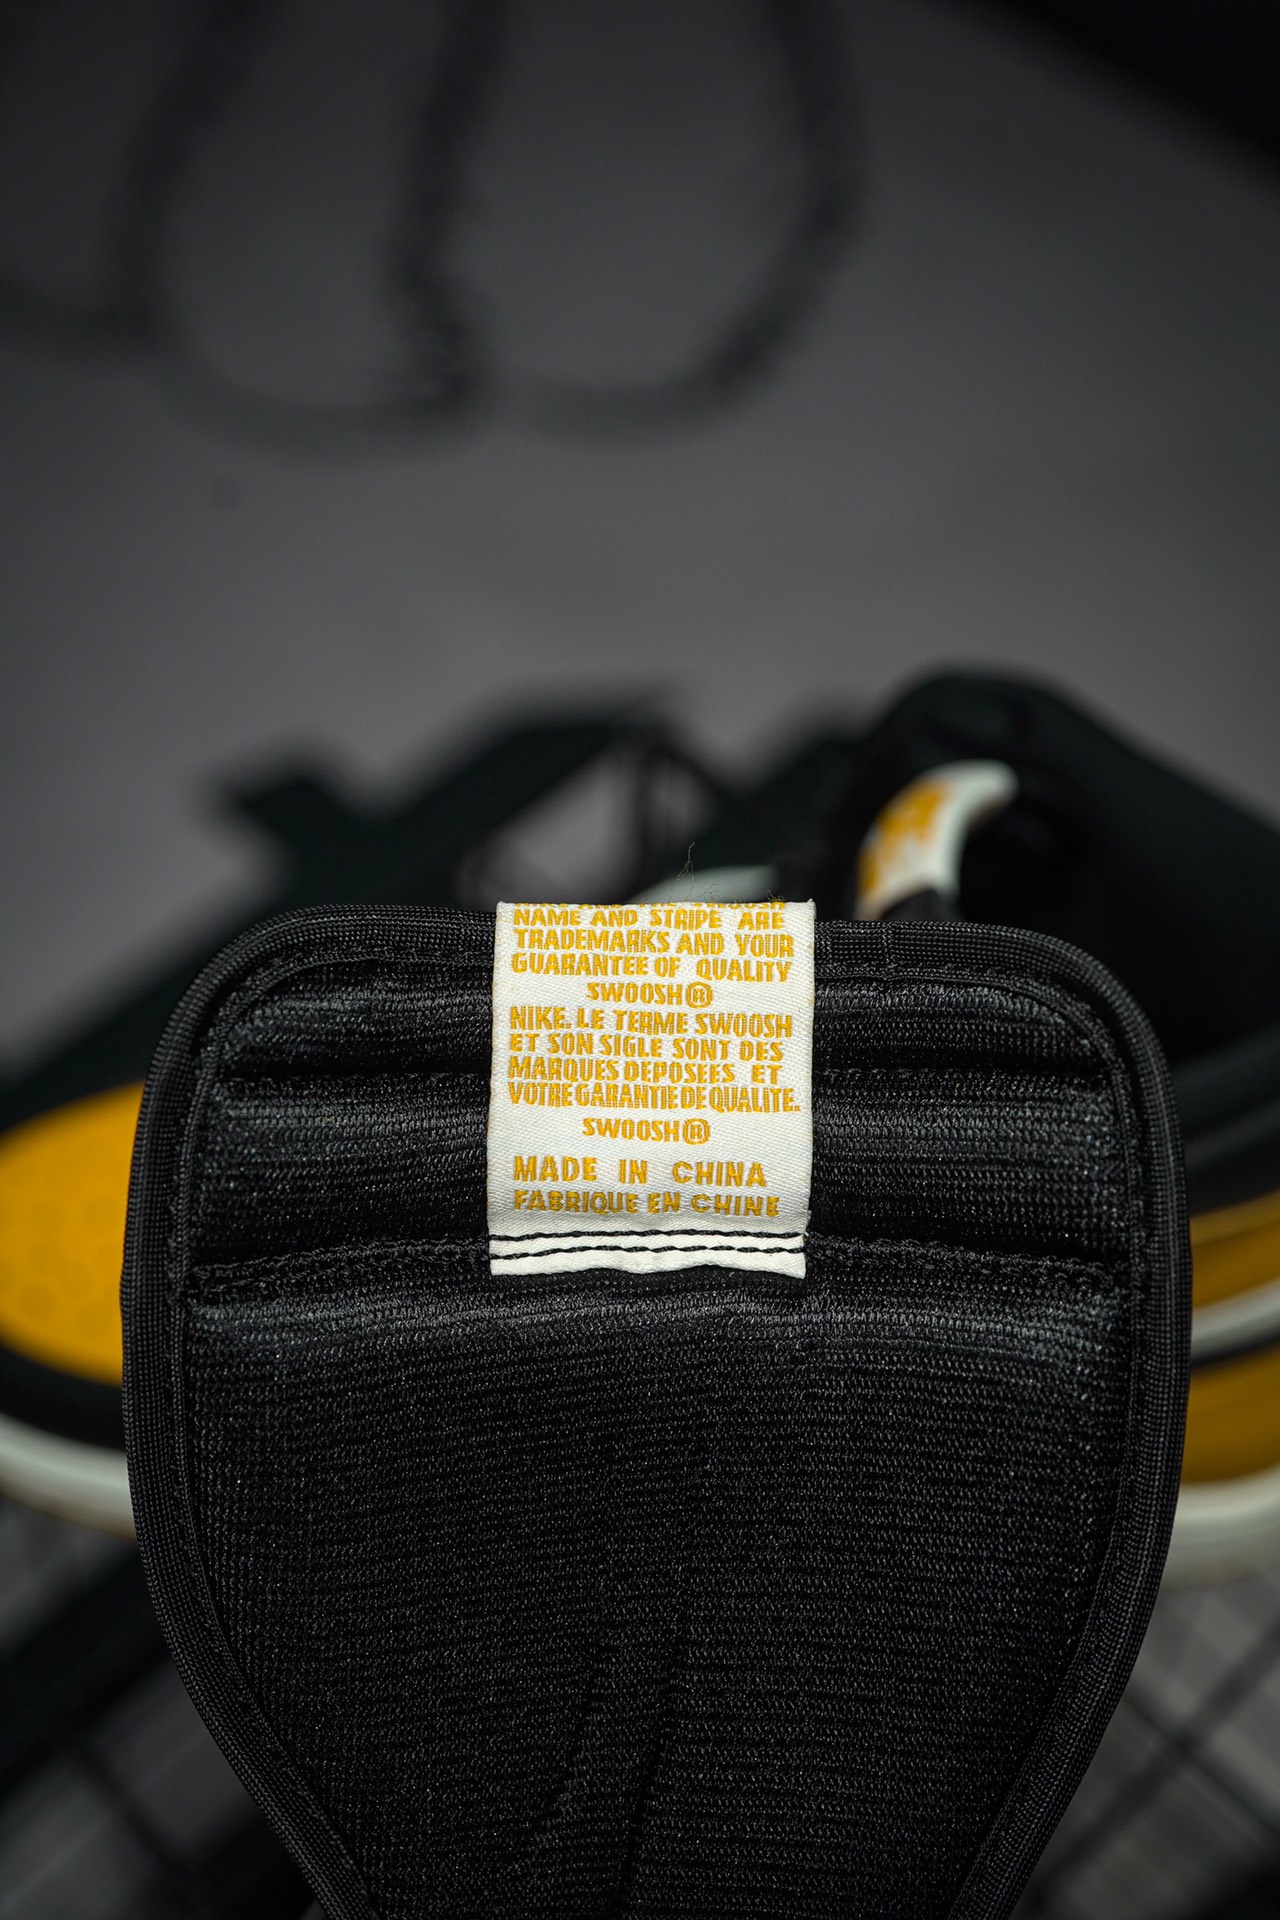 NAME AND STRIPE ARE
TRADEMARKS AND YOUR
GUARANTEE OF QUALITY
SWOOSH®
NIKE. LE TERME SWOOSH
ET SON SIGLE SONT DES
MARQUES DEPOSEES ET
VOTRE GARANTIE DE QUALITE.
SWOOSH®
MADE IN CHINA
FABRIQUE EN CHINE